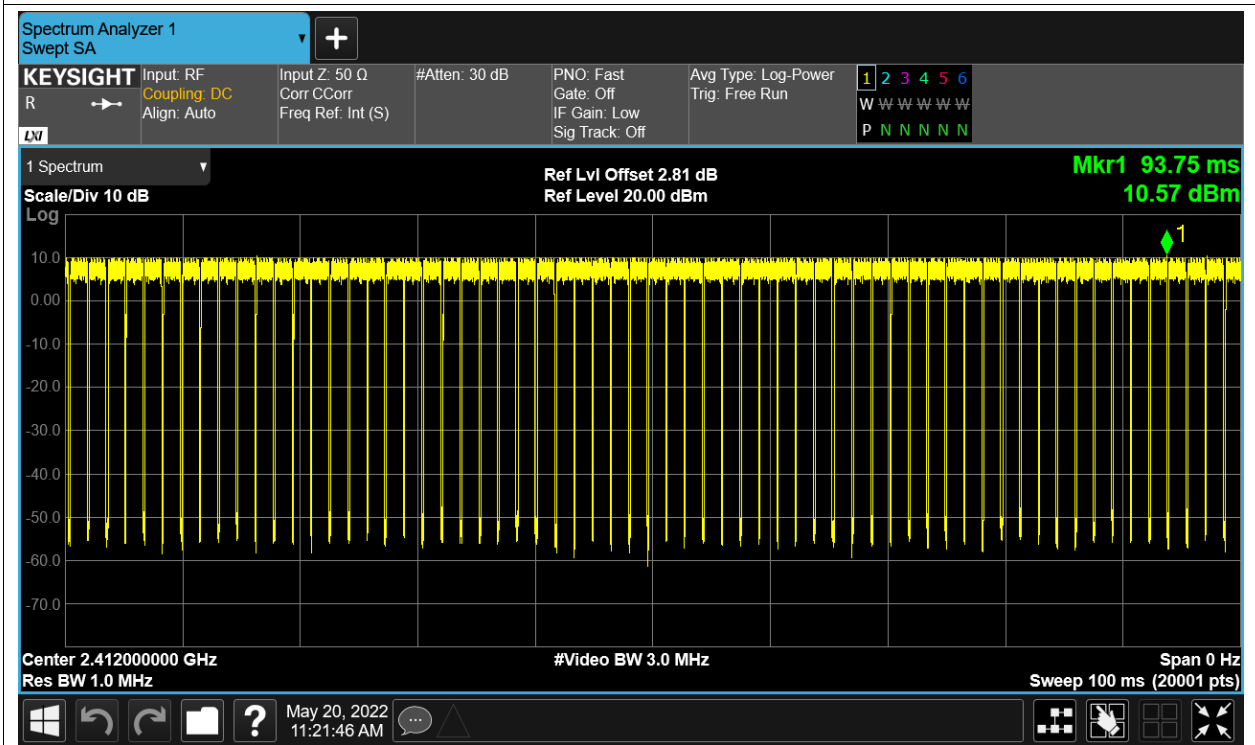 Spectrum Analyzer 1
Swept SA
KEYSIGHT
R
LXI
Input: RF
Coupling: DC
Align: Auto
Input Z: 50 Ω
Corr CCorr
Freq Ref: Int (S)
#Atten: 30 dB
PNO: Fast
Gate: Off
IF Gain: Low
Sig Track: Off
Avg Type: Log-Power
Trig: Free Run
1 2 3 4 5 6
W W W W W W
P N N N N N
1 Spectrum
Scale/Div 10 dB
Ref Lvl Offset 2.81 dB
Ref Level 20.00 dBm
Mkr1 93.75 ms
10.57 dBm
Log
1
10.0
0.00
-10.0
-20.0
-30.0
-40.0
-50.0
-60.0
-70.0
Center 2.412000000 GHz
Res BW 1.0 MHz
#Video BW 3.0 MHz
Span 0 Hz
Sweep 100 ms (20001 pts)
?
May 20, 2022
11:21:46 AM